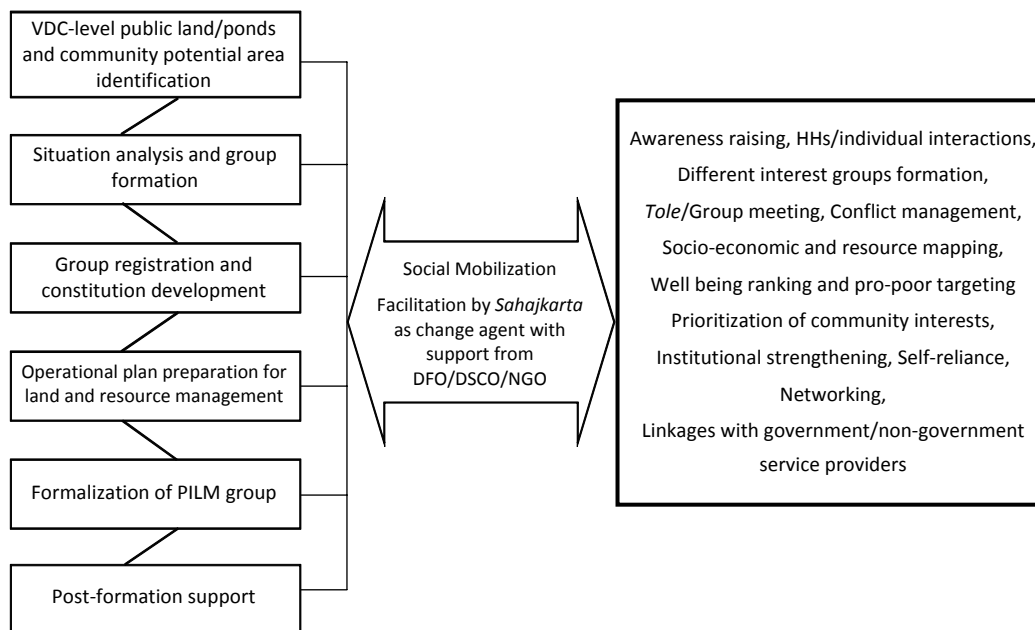 VDC-level public land/ponds
and community potential area
identification
Situation analysis and group
formation
Group registration and
constitution development
Operational plan preparation for
land and resource management
Formalization of PILM group
Post-formation support
Social Mobilization
Facilitation by Sahajkarta
as change agent with
support from
DFO/DSCO/NGO
Awareness raising, HHs/individual interactions,
Different interest groups formation,
Tole/Group meeting, Conflict management,
Socio-economic and resource mapping,
Well being ranking and pro-poor targeting
Prioritization of community interests,
Institutional strengthening, Self-reliance,
Networking,
Linkages with government/non-government
service providers